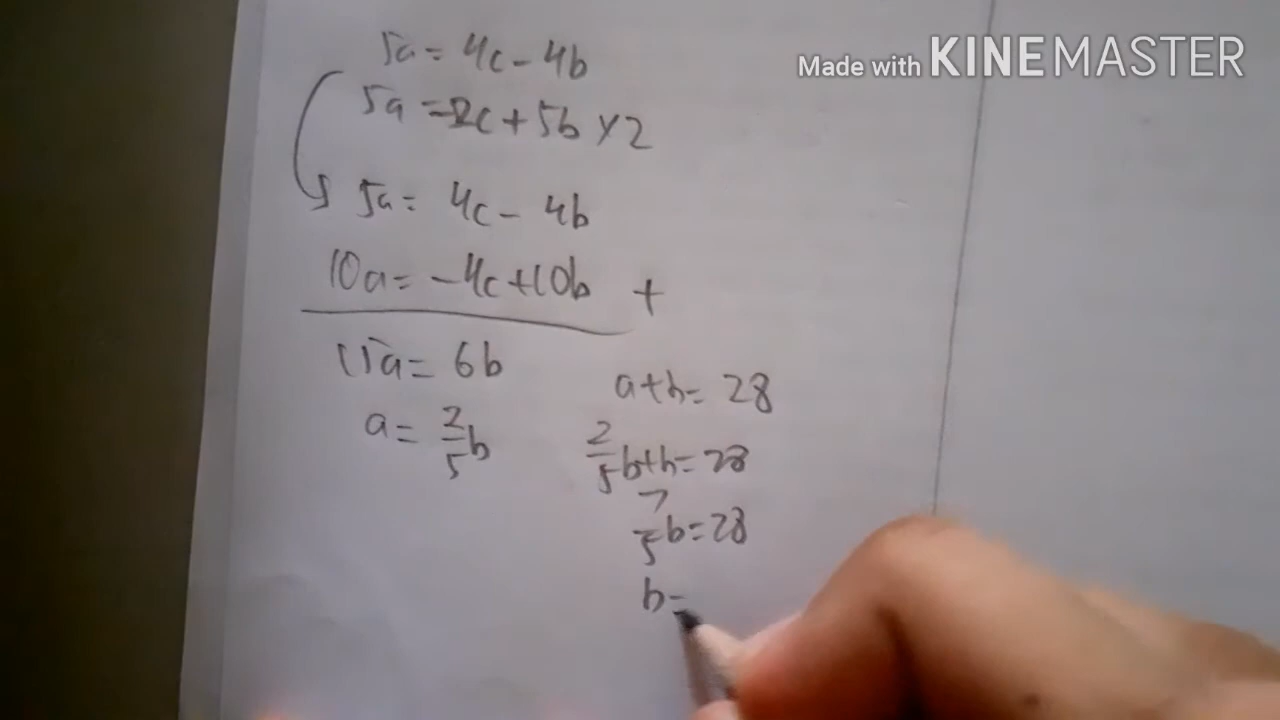 Made with KINEMASTER
5a = 4c - 4b
5a = -2c + 5b x2
5a = 4c - 4b
10a = -4c + 10b +
15a = 6b
a = 2/5 b
a + b = 28
2/5 b + b = 28
7/5 b = 28
b =